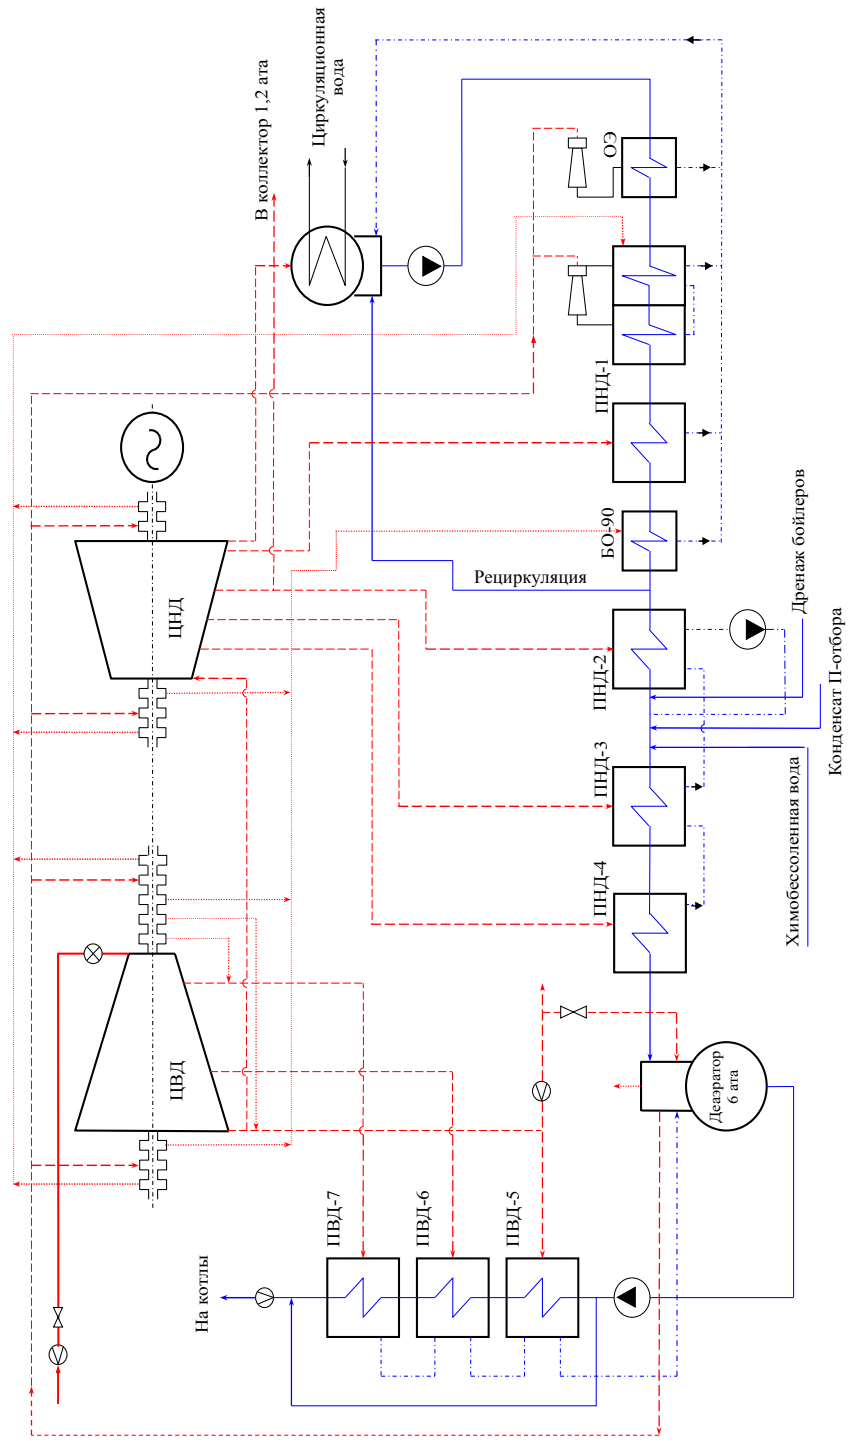 Циркуляционная
вода
В коллектор 1,2 ата
ОЭ
ПНД-1
БО-90
Рециркуляция
Дренаж бойлеров
ЦНД
ПНД-2
Конденсат П-отбора
ПНД-3
Химобессоленная вода
ПНД-4
ЦВД
Деаэратор
6 ата
ПВД-7
ПВД-6
ПВД-5
На котлы